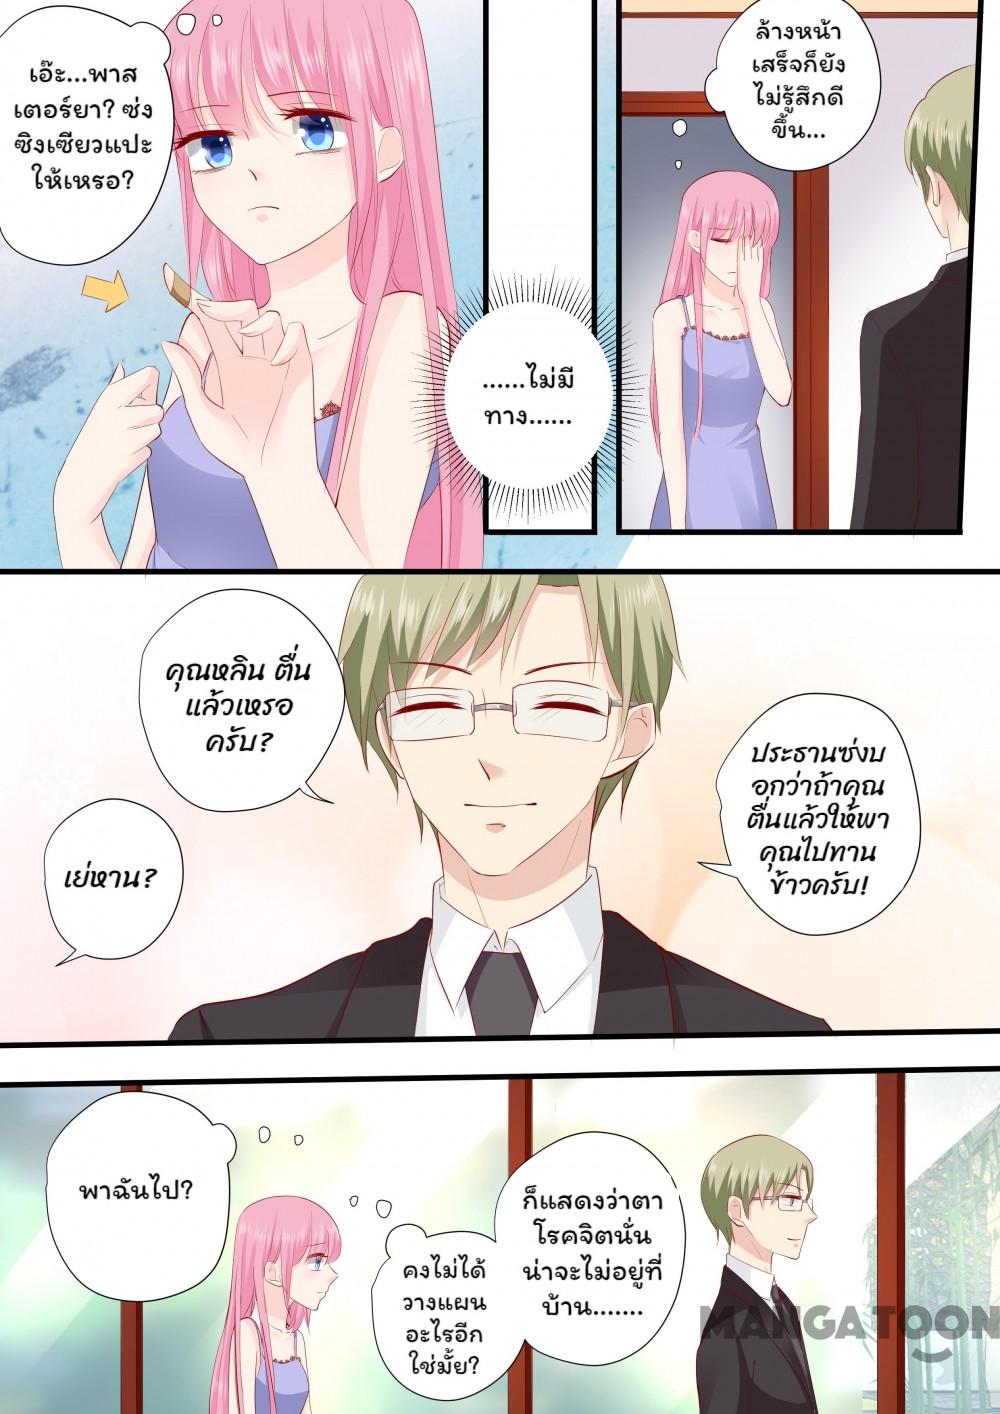 เอ๊ะ...พาส
เตอร์ยา? ซ่ง
ซิงเซียวแปะ
ให้เหรอ?
......ไม่มี
ทาง......
ล้างหน้า
เสร็จก็ยัง
ไม่รู้สึกดี
ขึ้น...
คุณหลิน ตื่น
แล้วเหรอ
ครับ?
เย่หาน?
ประธานซ่งบ
อกว่าถ้าคุณ
ตื่นแล้วให้พา
คุณไปทาน
ข้าวครับ!
พาฉันไป?
ก็แสดงว่าตา
โรคจิตนั่น
น่าจะไม่อยู่ที่
บ้าน.......
คงไม่ได้
วางแผน
อะไรอีก
ใช่มั้ย?
MANGATOON